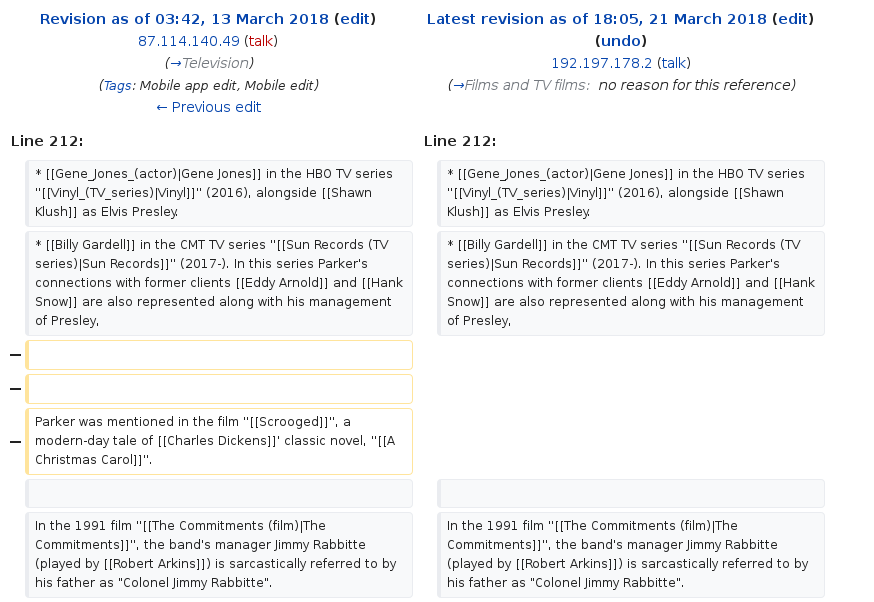 Revision as of 03:42, 13 March 2018 (edit)
87.114.140.49 (talk)
(→Television)
(Tags: Mobile app edit, Mobile edit)
← Previous edit
Latest revision as of 18:05, 21 March 2018 (edit)
(undo)
192.197.178.2 (talk)
(→Films and TV films: no reason for this reference)
Line 212:
Line 212:
* [[Gene_Jones_(actor)|Gene Jones]] in the HBO TV series
''[[Vinyl_(TV_series)|Vinyl]]'' (2016), alongside [[Shawn
Klush]] as Elvis Presley.
* [[Gene_Jones_(actor)|Gene Jones]] in the HBO TV series
''[[Vinyl_(TV_series)|Vinyl]]'' (2016), alongside [[Shawn
Klush]] as Elvis Presley.
* [[Billy Gardell]] in the CMT TV series ''[[Sun Records (TV
series)|Sun Records]]'' (2017-). In this series Parker's
connections with former clients [[Eddy Arnold]] and [[Hank
Snow]] are also represented along with his management
of Presley,
* [[Billy Gardell]] in the CMT TV series ''[[Sun Records (TV
series)|Sun Records]]'' (2017-). In this series Parker's
connections with former clients [[Eddy Arnold]] and [[Hank
Snow]] are also represented along with his management
of Presley,
−
−
−
Parker was mentioned in the film ''[[Scrooged]]'', a
modern-day tale of [[Charles Dickens]]' classic novel, ''[[A
Christmas Carol]]''.
In the 1991 film ''[[The Commitments (film)|The
Commitments]]'', the band's manager Jimmy Rabbitte
(played by [[Robert Arkins]]) is sarcastically referred to by
his father as "Colonel Jimmy Rabbitte".
In the 1991 film ''[[The Commitments (film)|The
Commitments]]'', the band's manager Jimmy Rabbitte
(played by [[Robert Arkins]]) is sarcastically referred to by
his father as "Colonel Jimmy Rabbitte".